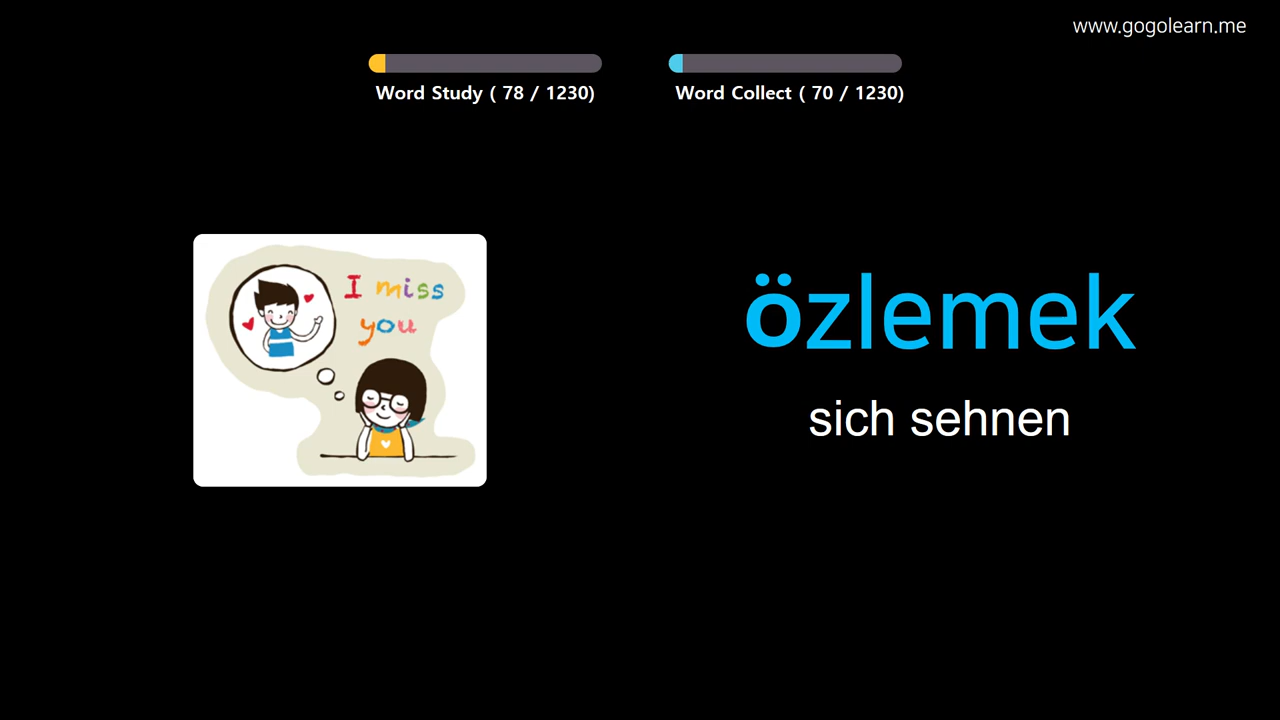 www.gogolearn.me
Word Study ( 78 / 1230)
Word Collect ( 70 / 1230)
I miss
you
özlemek
sich sehnen